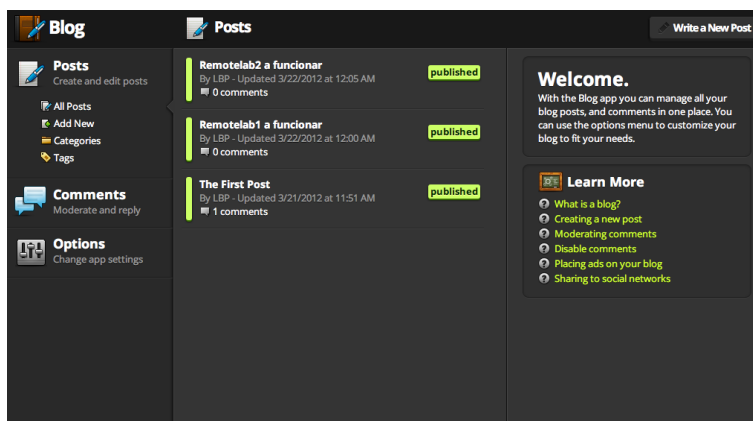 Blog
Posts
Write a New Post
Posts
Create and edit posts
All Posts
Add New
Categories
Tags
Comments
Moderate and reply
Options
Change app settings
Remotelab2 a funcionar
By LBP - Updated 3/22/2012 at 12:05 AM
0 comments
published
Remotelab1 a funcionar
By LBP - Updated 3/22/2012 at 12:00 AM
0 comments
published
The First Post
By LBP - Updated 3/21/2012 at 11:51 AM
1 comments
published
Welcome.
With the Blog app you can manage all your
blog posts, and comments in one place. You
can use the options menu to customize your
blog to fit your needs.
Learn More
What is a blog?
Creating a new post
Moderating comments
Disable comments
Placing ads on your blog
Sharing to social networks